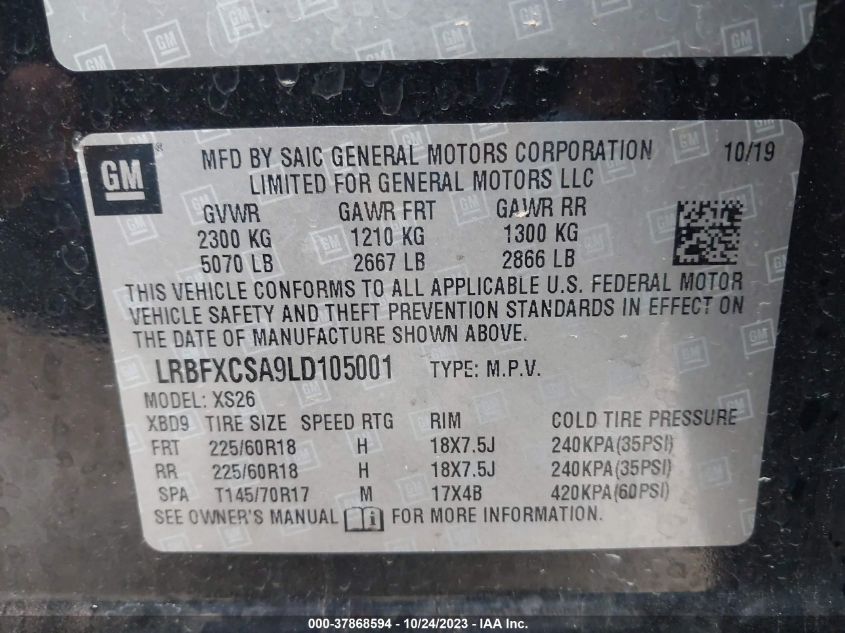 GM
MFD BY SAIC GENERAL MOTORS CORPORATION 10/19
LIMITED FOR GENERAL MOTORS LLC
GVWR GAWR FRT GAWR RR
2300 KG 1210 KG 1300 KG
5070 LB 2667 LB 2866 LB
THIS VEHICLE CONFORMS TO ALL APPLICABLE U.S. FEDERAL MOTOR
VEHICLE SAFETY AND THEFT PREVENTION STANDARDS IN EFFECT ON
THE DATE OF MANUFACTURE SHOWN ABOVE.
LRBFXCSA9LD105001 TYPE: M.P.V.
MODEL: XS26
XBD9 TIRE SIZE SPEED RTG RIM COLD TIRE PRESSURE
FRT 225/60R18 H 18X7.5J 240KPA(35PSI)
RR 225/60R18 H 18X7.5J 240KPA(35PSI)
SPA T145/70R17 M 17X4B 420KPA(60PSI)
SEE OWNER'S MANUAL FOR MORE INFORMATION.
000-37868594 - 10/24/2023 - IAA Inc.